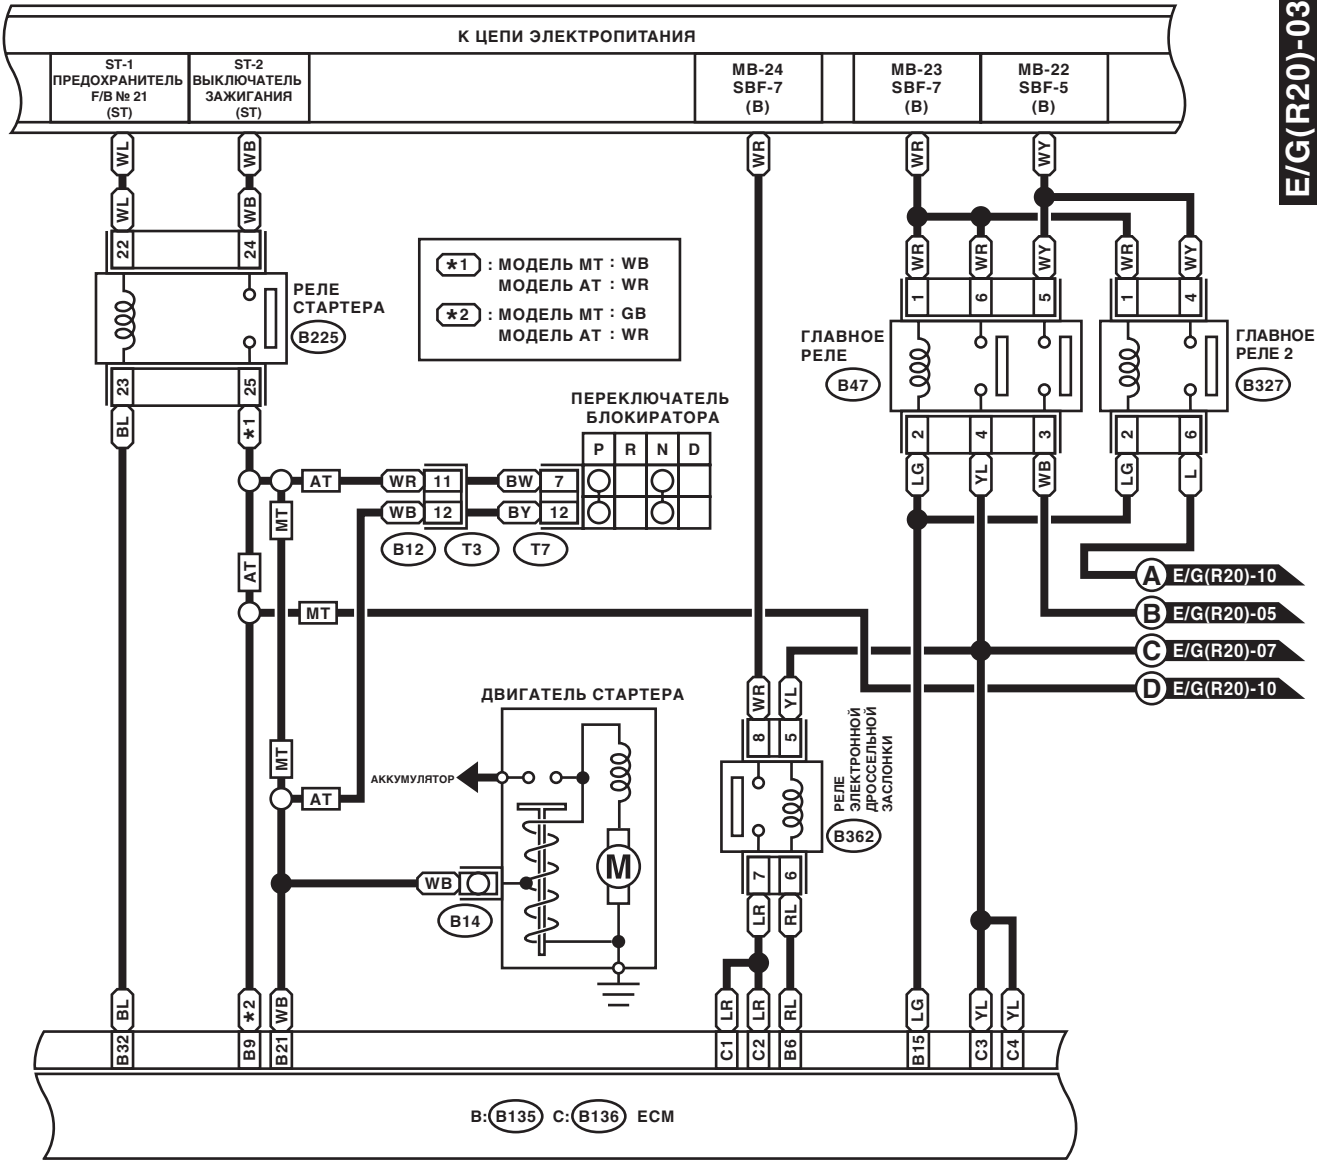 E/G(R20)-03
К ЦЕПИ ЭЛЕКТРОПИТАНИЯ
ST-1
ПРЕДОХРАНИТЕЛЬ
F/B № 21
(ST)
ST-2
ВЫКЛЮЧАТЕЛЬ
ЗАЖИГАНИЯ
(ST)
MB-24
SBF-7
(B)
MB-23
SBF-7
(B)
MB-22
SBF-5
(B)
WL
WB
WR
WR
WY
WL
WB
22
24
WR
WR
WY
WR
WY
1
6
5
1
4
*1 : МОДЕЛЬ МТ : WB
МОДЕЛЬ АТ : WR
*2 : МОДЕЛЬ МТ : GB
МОДЕЛЬ АТ : WR
РЕЛЕ
СТАРТЕРА
B225
ГЛАВНОЕ
РЕЛЕ
B47
ГЛАВНОЕ
РЕЛЕ 2
B327
23
25
BL
*1
2
4
3
2
6
LG
YL
WB
LG
L
ПЕРЕКЛЮЧАТЕЛЬ
БЛОКИРАТОРА
P R N D
AT
WR 11
BW 7
MT
WB 12
BY 12
B12
T3
T7
AT
MT
A E/G(R20)-10
B E/G(R20)-05
C E/G(R20)-07
D E/G(R20)-10
ДВИГАТЕЛЬ СТАРТЕРА
АККУМУЛЯТОР
M
MT
AT
WB
B14
WR
YL
8
5
РЕЛЕ
ЭЛЕКТРОННОЙ
ДРОССЕЛЬНОЙ
ЗАСЛОНКИ
B362
7
6
LR
RL
BL
*2
WB
LR
LR
RL
LG
YL
YL
B32
B9
B21
C1
C2
B6
B15
C3
C4
B: B135 C: B136 ECM